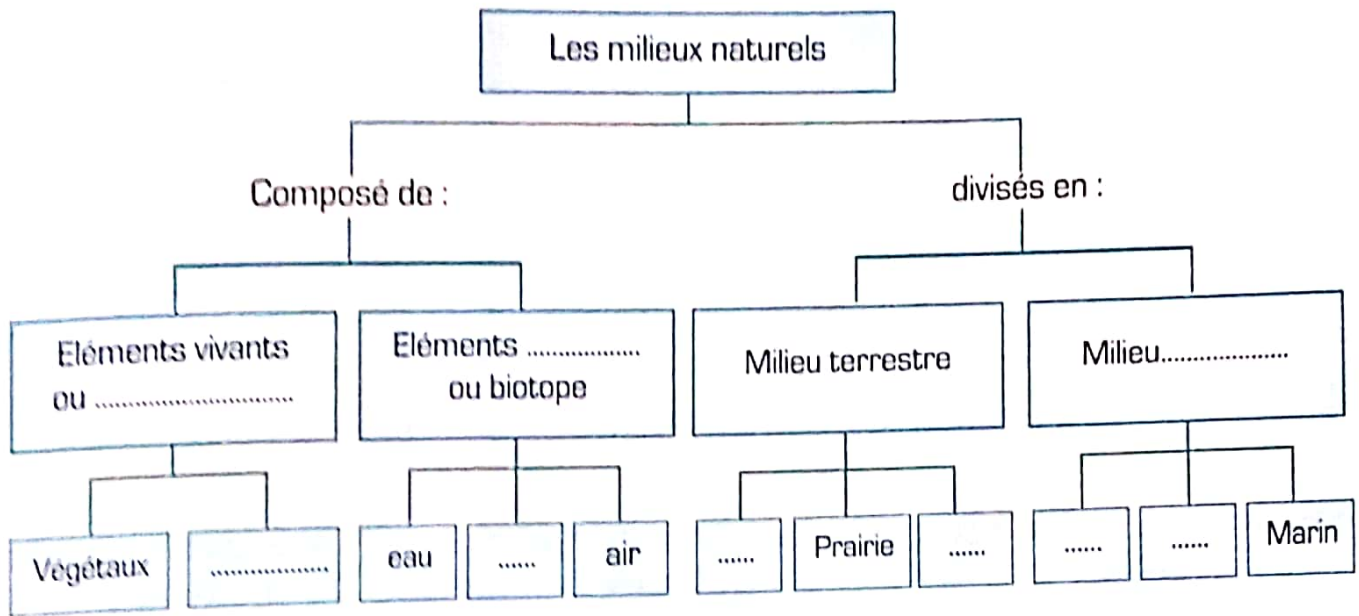 Les milieux naturels
Composé de :
divisés en :
Eléments vivants
ou ..............................
Eléments ..................
ou biotope
Milieu terrestre
Milieu....................
Végétaux
..................
eau
......
air
......
Prairie
......
......
......
Marin